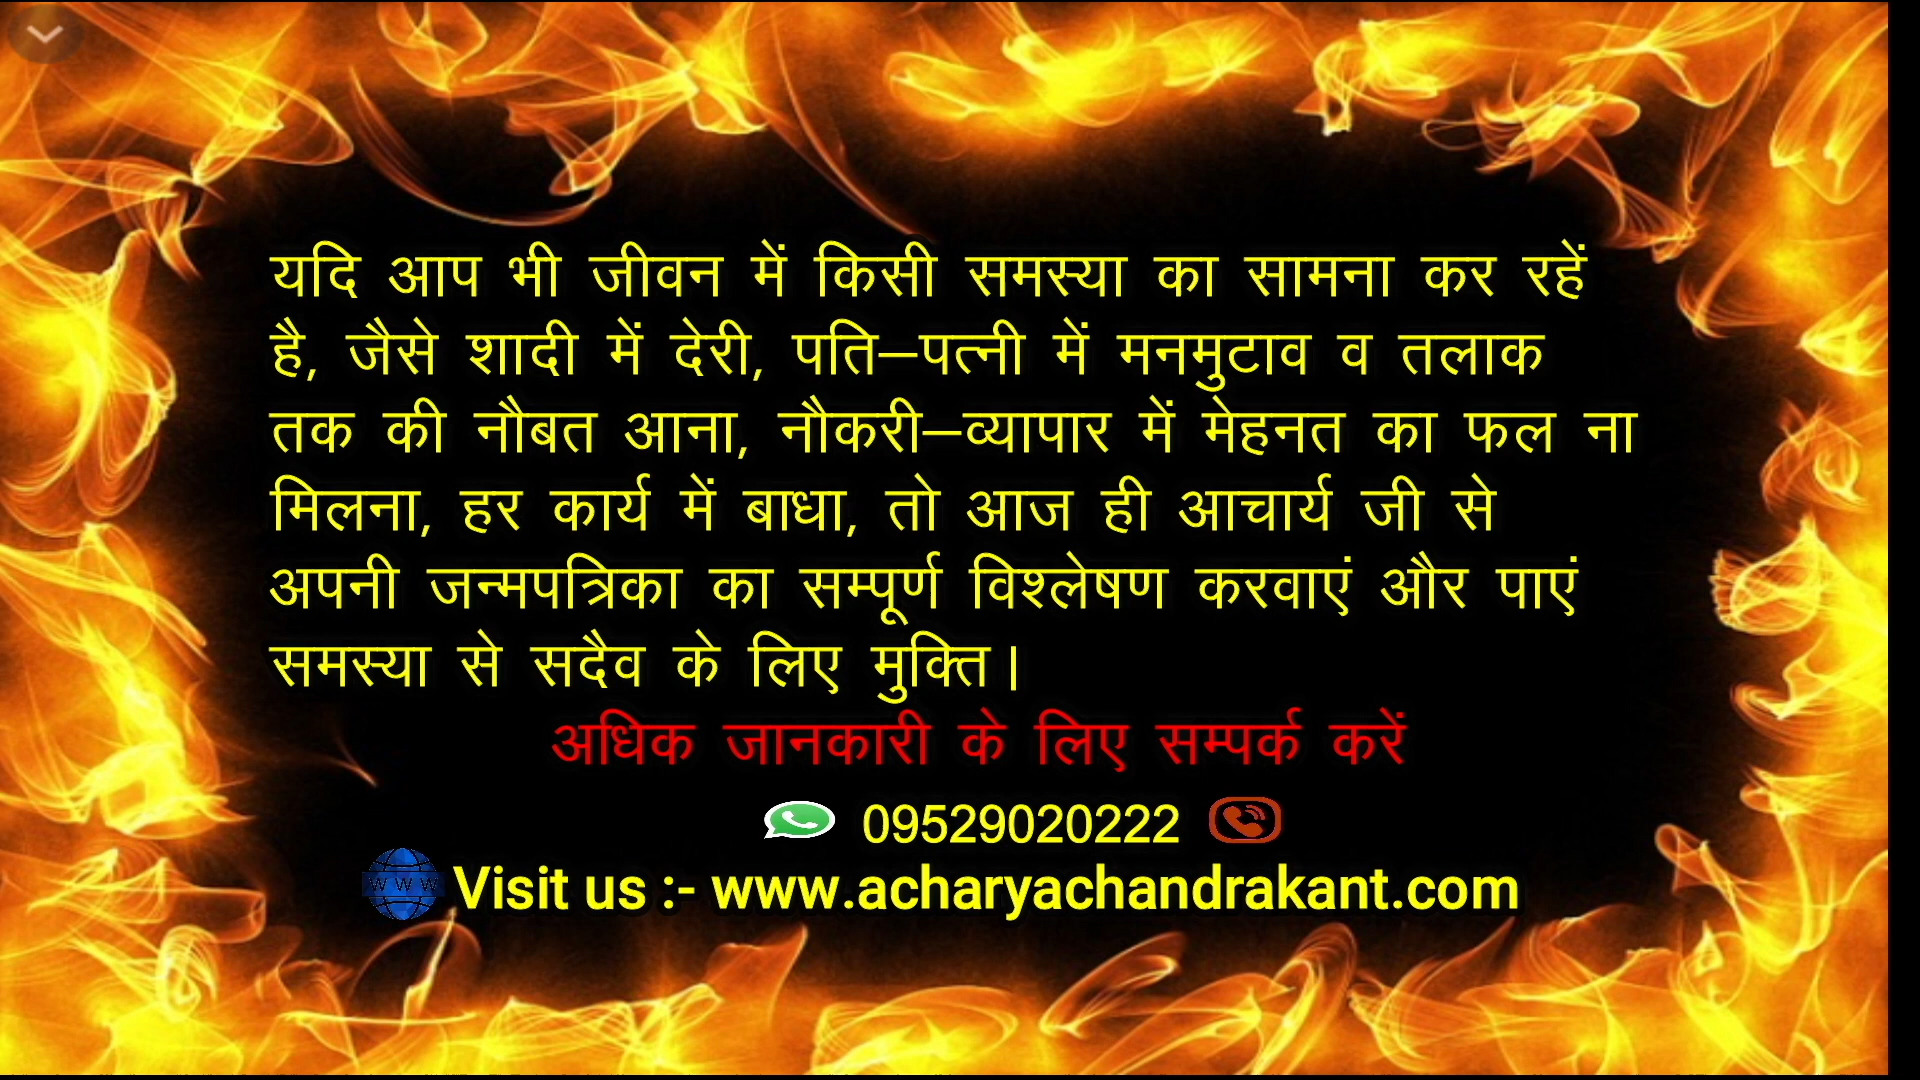 यदि आप भी जीवन में किसी समस्या का सामना कर रहें
है, जैसे शादी में देरी, पति–पत्नी में मनमुटाव व तलाक
तक की नौबत आना, नौकरी–व्यापार में मेहनत का फल ना
मिलना, हर कार्य में बाधा, तो आज ही आचार्य जी से
अपनी जन्मपत्रिका का सम्पूर्ण विश्लेषण करवाएं और पाएं
समस्या से सदैव के लिए मुक्ति।
अधिक जानकारी के लिए सम्पर्क करें
09529020222
WWW Visit us :- www.acharyachandrakant.com